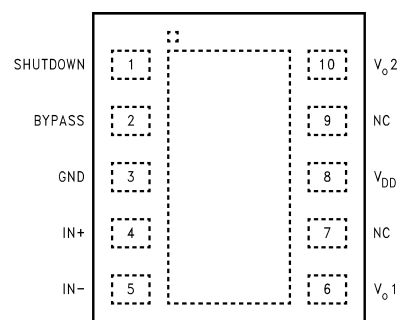 SHUTDOWN 1 10 Vo2
BYPASS 2 9 NC
GND 3 8 VDD
IN+ 4 7 NC
IN- 5 6 Vo1